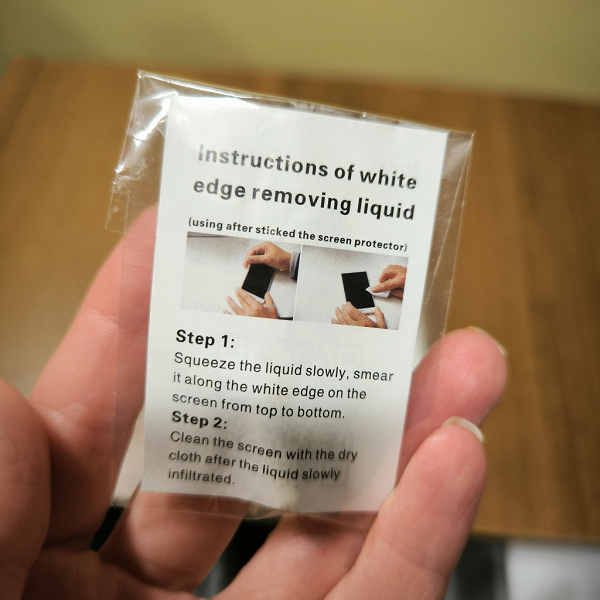 Instructions of white
edge removing liquid
(using after sticked the screen protector)
Step 1:
Squeeze the liquid slowly, smear
it along the white edge on the
screen from top to bottom.
Step 2:
Clean the screen with the dry
cloth after the liquid slowly
infiltrated.